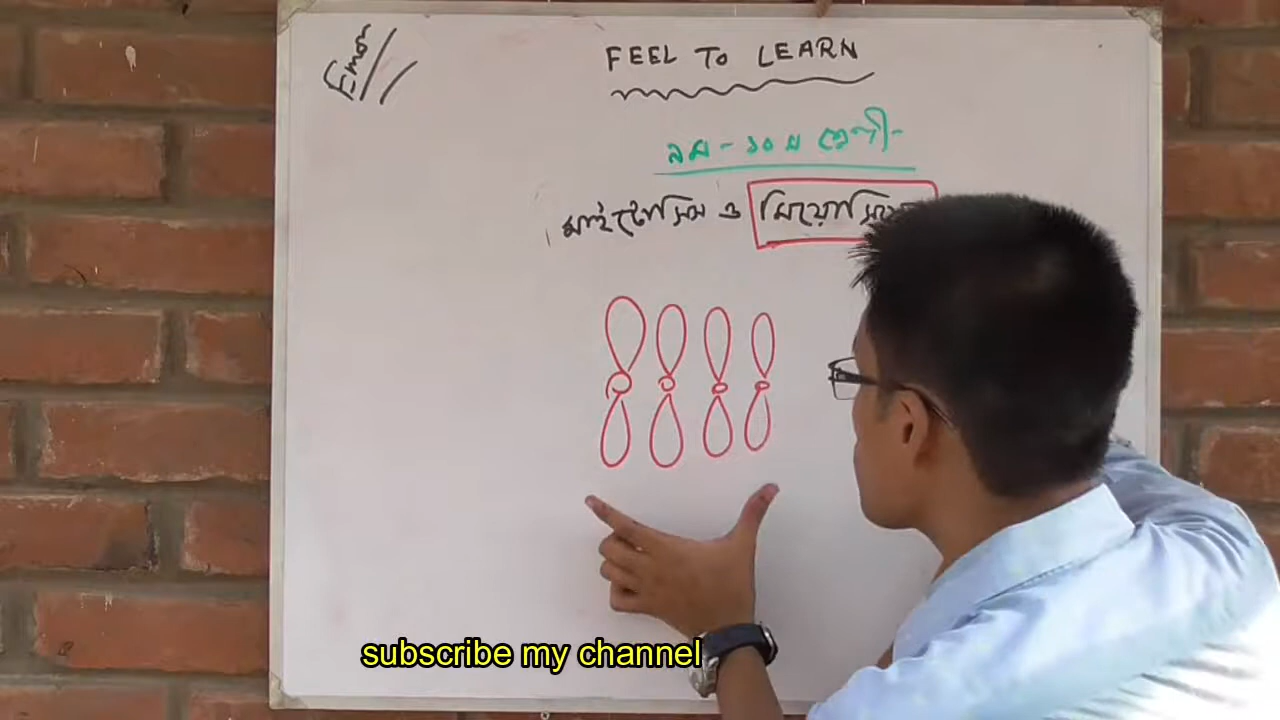 Emon
FEEL TO LEARN
৯ম - ১০ম শ্রেণী-
মাইটোসিস ও মিয়োসিস
subscribe my channel